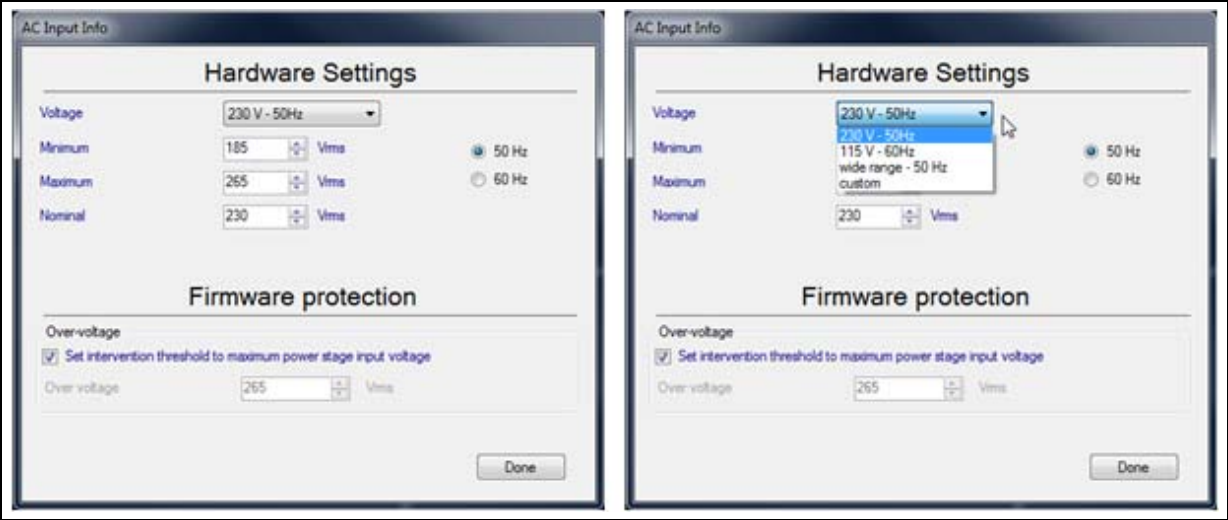 AC Input Info
Hardware Settings
Voltage 230 V - 50Hz
Minimum 185 Vrms 50 Hz
Maximum 265 Vrms 60 Hz
Nominal 230 Vrms
Firmware protection
Over-voltage
Set intervention threshold to maximum power stage input voltage
Over voltage 265 Vrms
Done
AC Input Info
Hardware Settings
Voltage 230 V - 50Hz
230 V - 50Hz
Minimum 115 V - 60Hz 50 Hz
wide range - 50 Hz
Maximum custom 60 Hz
Nominal 230 Vrms
Firmware protection
Over-voltage
Set intervention threshold to maximum power stage input voltage
Over voltage 265 Vrms
Done